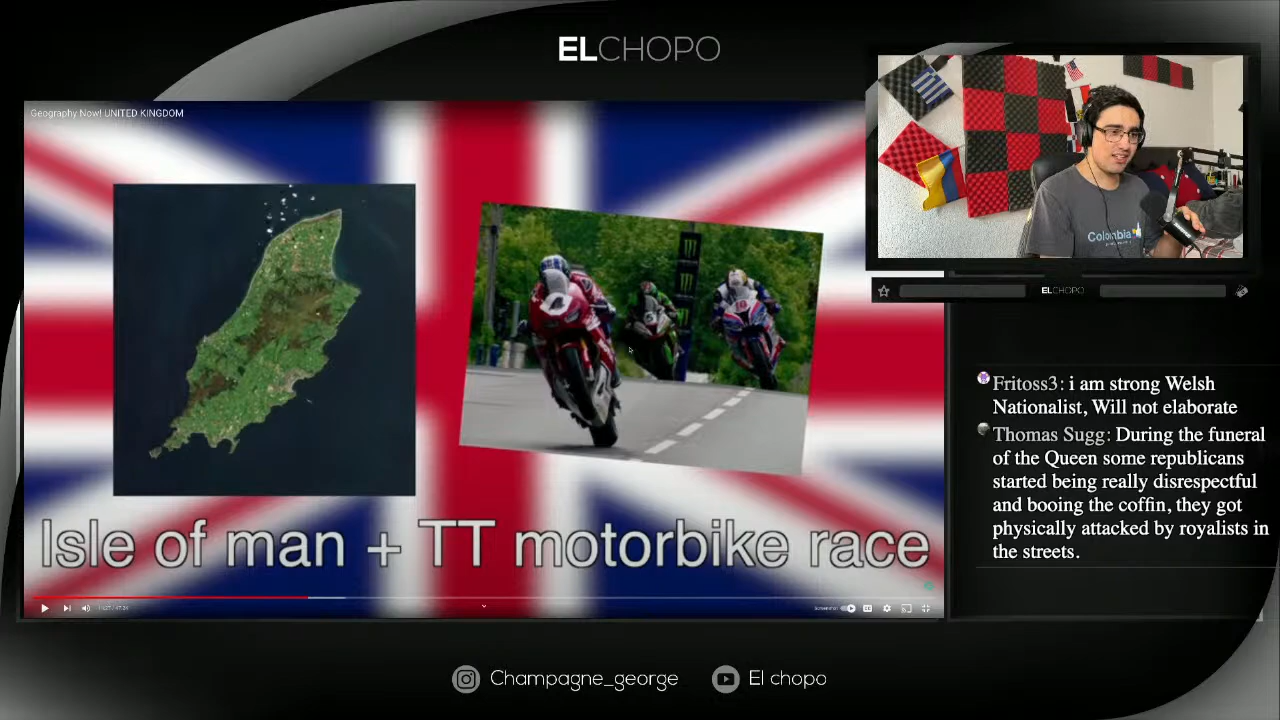 ELCHOPO
Geography Now! UNITED KINGDOM
Colombia
ELCHOPO
Fritoss3: i am strong Welsh
Nationalist, Will not elaborate
Thomas Sugg: During the funeral
of the Queen some republicans
started being really disrespectful
and booing the coffin, they got
physically attacked by royalists in
the streets.
Isle of man + TT motorbike race
Champagne_george
El chopo